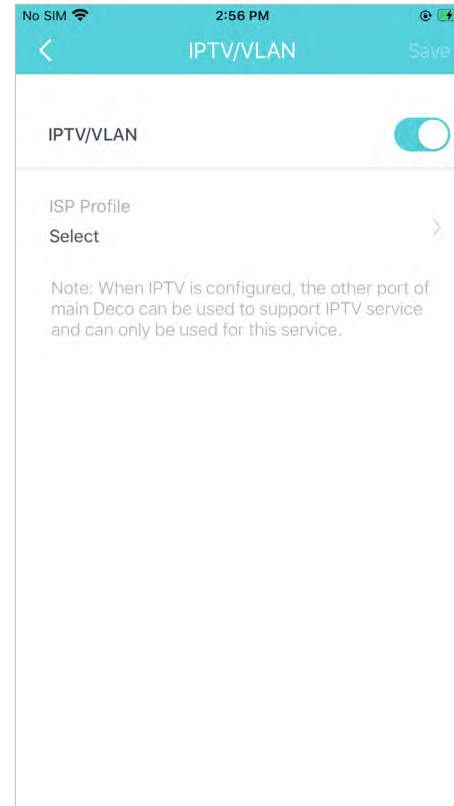 No SIM 2:56 PM
IPTV/VLAN Save
IPTV/VLAN
ISP Profile
Select
Note: When IPTV is configured, the other port of
main Deco can be used to support IPTV service
and can only be used for this service.